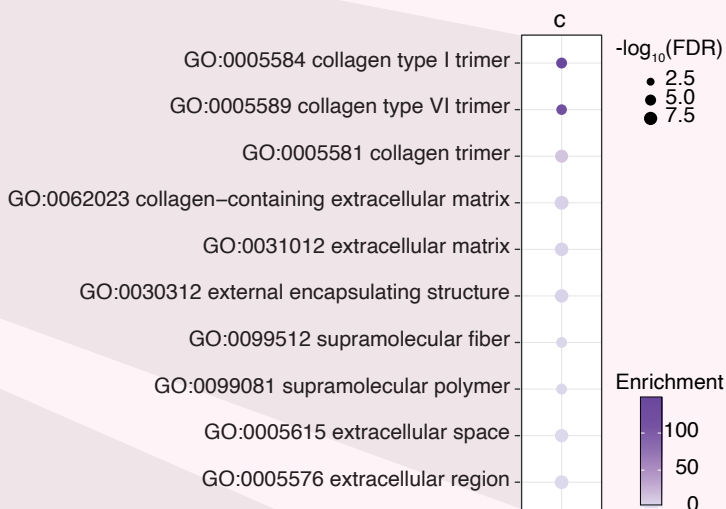 c
GO:0005584 collagen type I trimer
GO:0005589 collagen type VI trimer
GO:0005581 collagen trimer
GO:0062023 collagen−containing extracellular matrix
GO:0031012 extracellular matrix
GO:0030312 external encapsulating structure
GO:0099512 supramolecular fiber
GO:0099081 supramolecular polymer
GO:0005615 extracellular space
GO:0005576 extracellular region
-log₁₀(FDR)
2.5
5.0
7.5
Enrichment
100
50
0